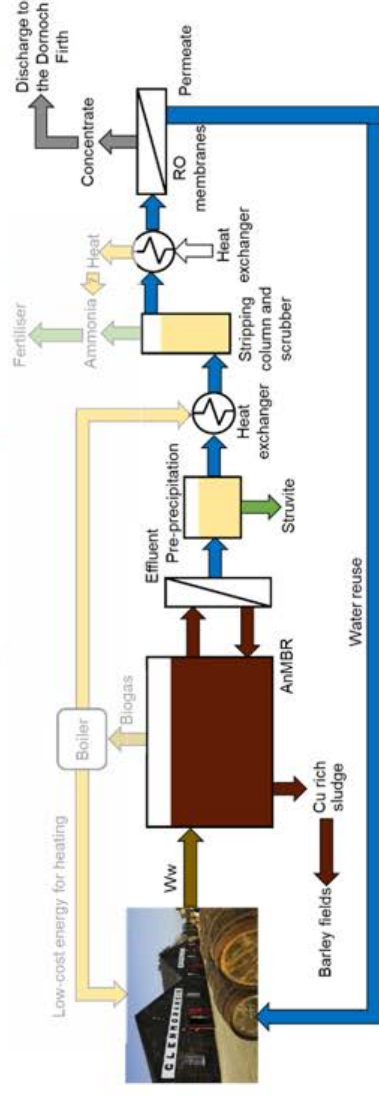 Low-cost energy for heating
Boiler
Biogas
GLENMORANGIE
Ww
AnMBR
Cu rich
sludge
Barley fields
Effluent
Pre-precipitation
Struvite
Heat
exchanger
Stripping
column and
scrubber
Fertiliser
Ammonia
Heat
Heat
exchanger
RO
membranes
Permeate
Concentrate
Discharge to
the Dornoch
Firth
Water reuse